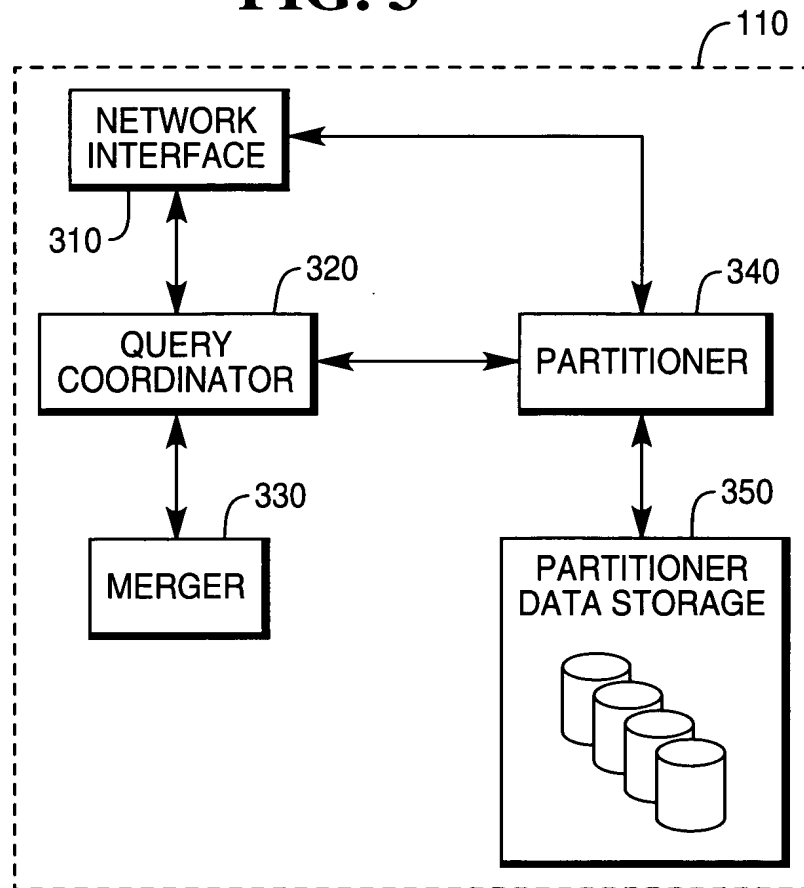 110
NETWORK
INTERFACE
310
320
340
QUERY
COORDINATOR
PARTITIONER
330
350
MERGER
PARTITIONER
DATA STORAGE